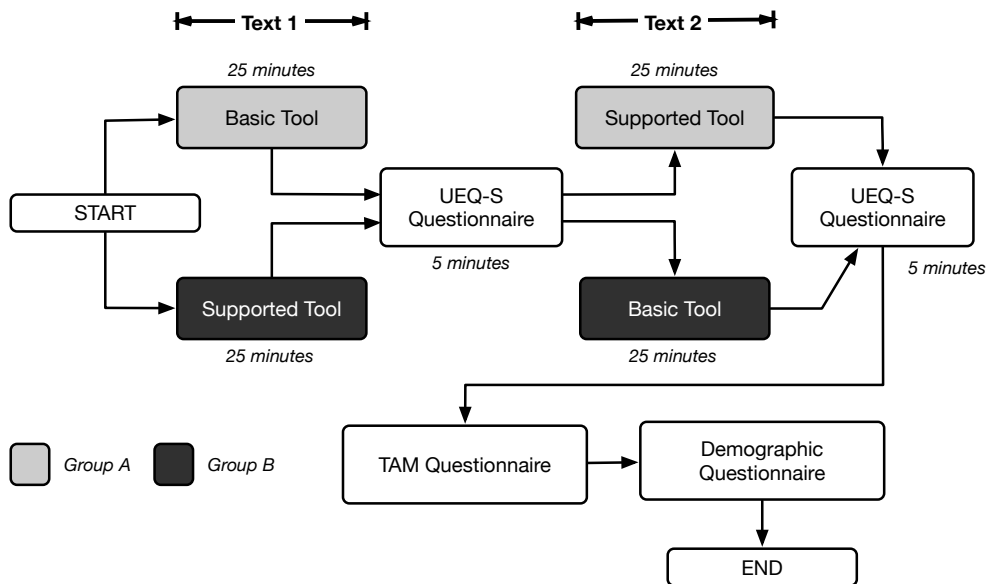 Text 1
Text 2
25 minutes
25 minutes
Basic Tool
Supported Tool
START
UEQ-S
Questionnaire
UEQ-S
Questionnaire
5 minutes
5 minutes
Supported Tool
Basic Tool
25 minutes
25 minutes
TAM Questionnaire
Demographic
Questionnaire
Group A
Group B
END